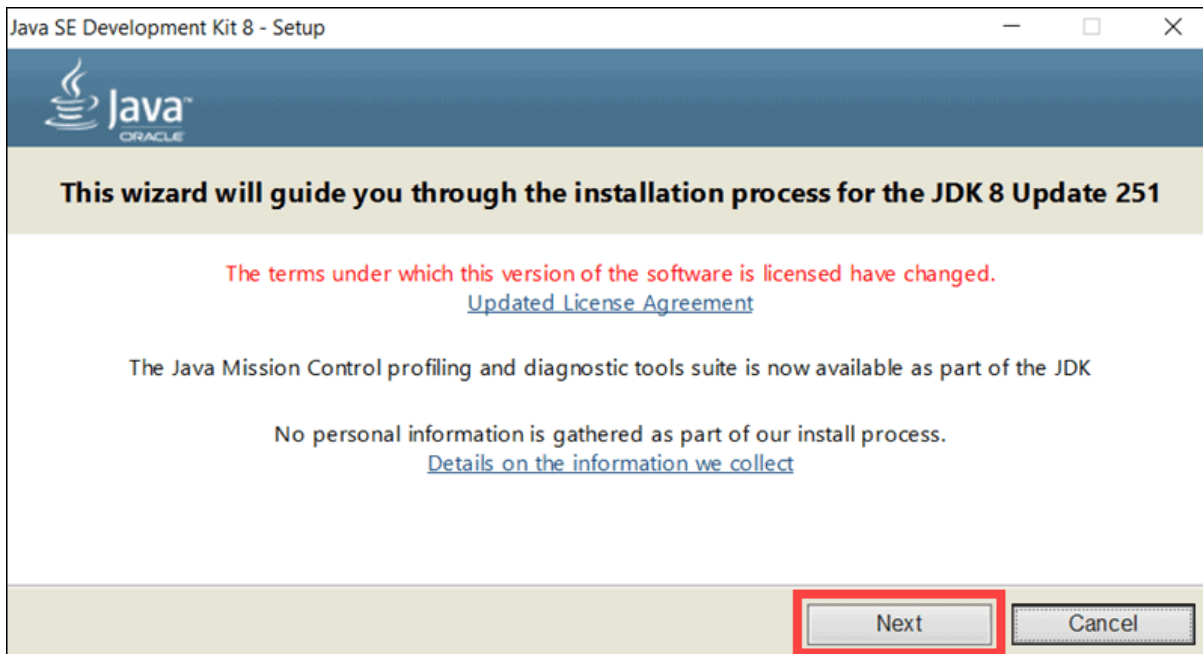 Java SE Development Kit 8 - Setup
Java™
ORACLE
This wizard will guide you through the installation process for the JDK 8 Update 251
The terms under which this version of the software is licensed have changed.
Updated License Agreement
The Java Mission Control profiling and diagnostic tools suite is now available as part of the JDK
No personal information is gathered as part of our install process.
Details on the information we collect
Next Cancel